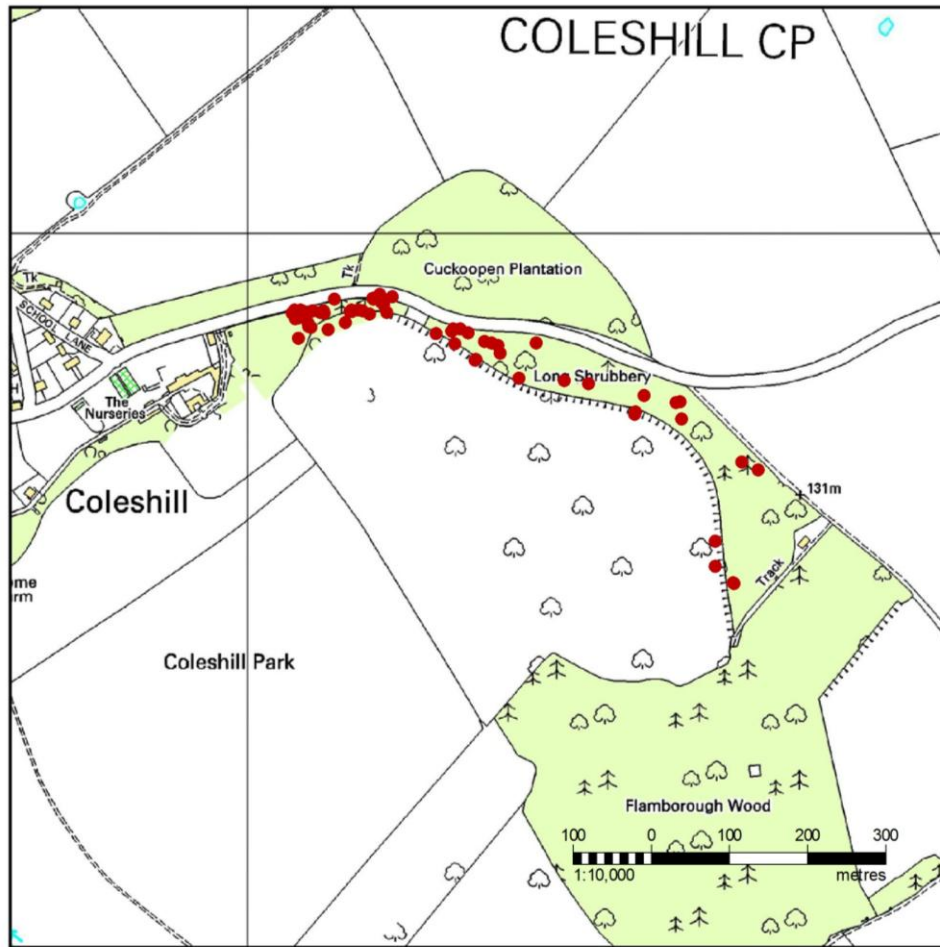 COLESHILL CP
Tk
Cuckoopen Plantation
Tk
SCHOOL LANE
Long Shrubbery
The
Nurseries
Coleshill
131m
Track
Coleshill Park
Flamborough Wood
100 0 100 200 300
1:10,000 metres